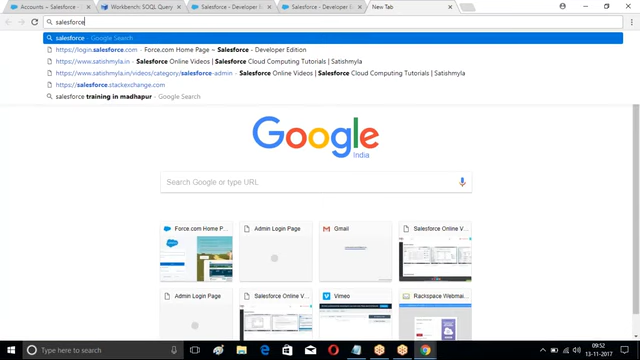 Accounts ~ Salesforce -
Workbench: SOQL Query
Salesforce - Developer Ed
Salesforce - Developer E
New Tab
salesforce
salesforce - Google Search
https://login.salesforce.com - Force.com Home Page ~ Salesforce - Developer Edition
https://www.satishmyla.in - Salesforce Online Videos | Salesforce Cloud Computing Tutorials | Satishmyla
https://www.satishmyla.in/videos/category/salesforce-admin - Salesforce Online Videos | Salesforce Cloud Computing Tutorials | Satishmyla
https://salesforce.stackexchange.com
salesforce training in madhapur - Google Search
Google
India
Search Google or type URL
Force.com Home P...
Admin Login Page
Gmail
Salesforce Online V...
Admin Login Page
Salesforce Online V...
Vimeo
Rackspace Webmai...
Type here to search
09:52
13-11-2017